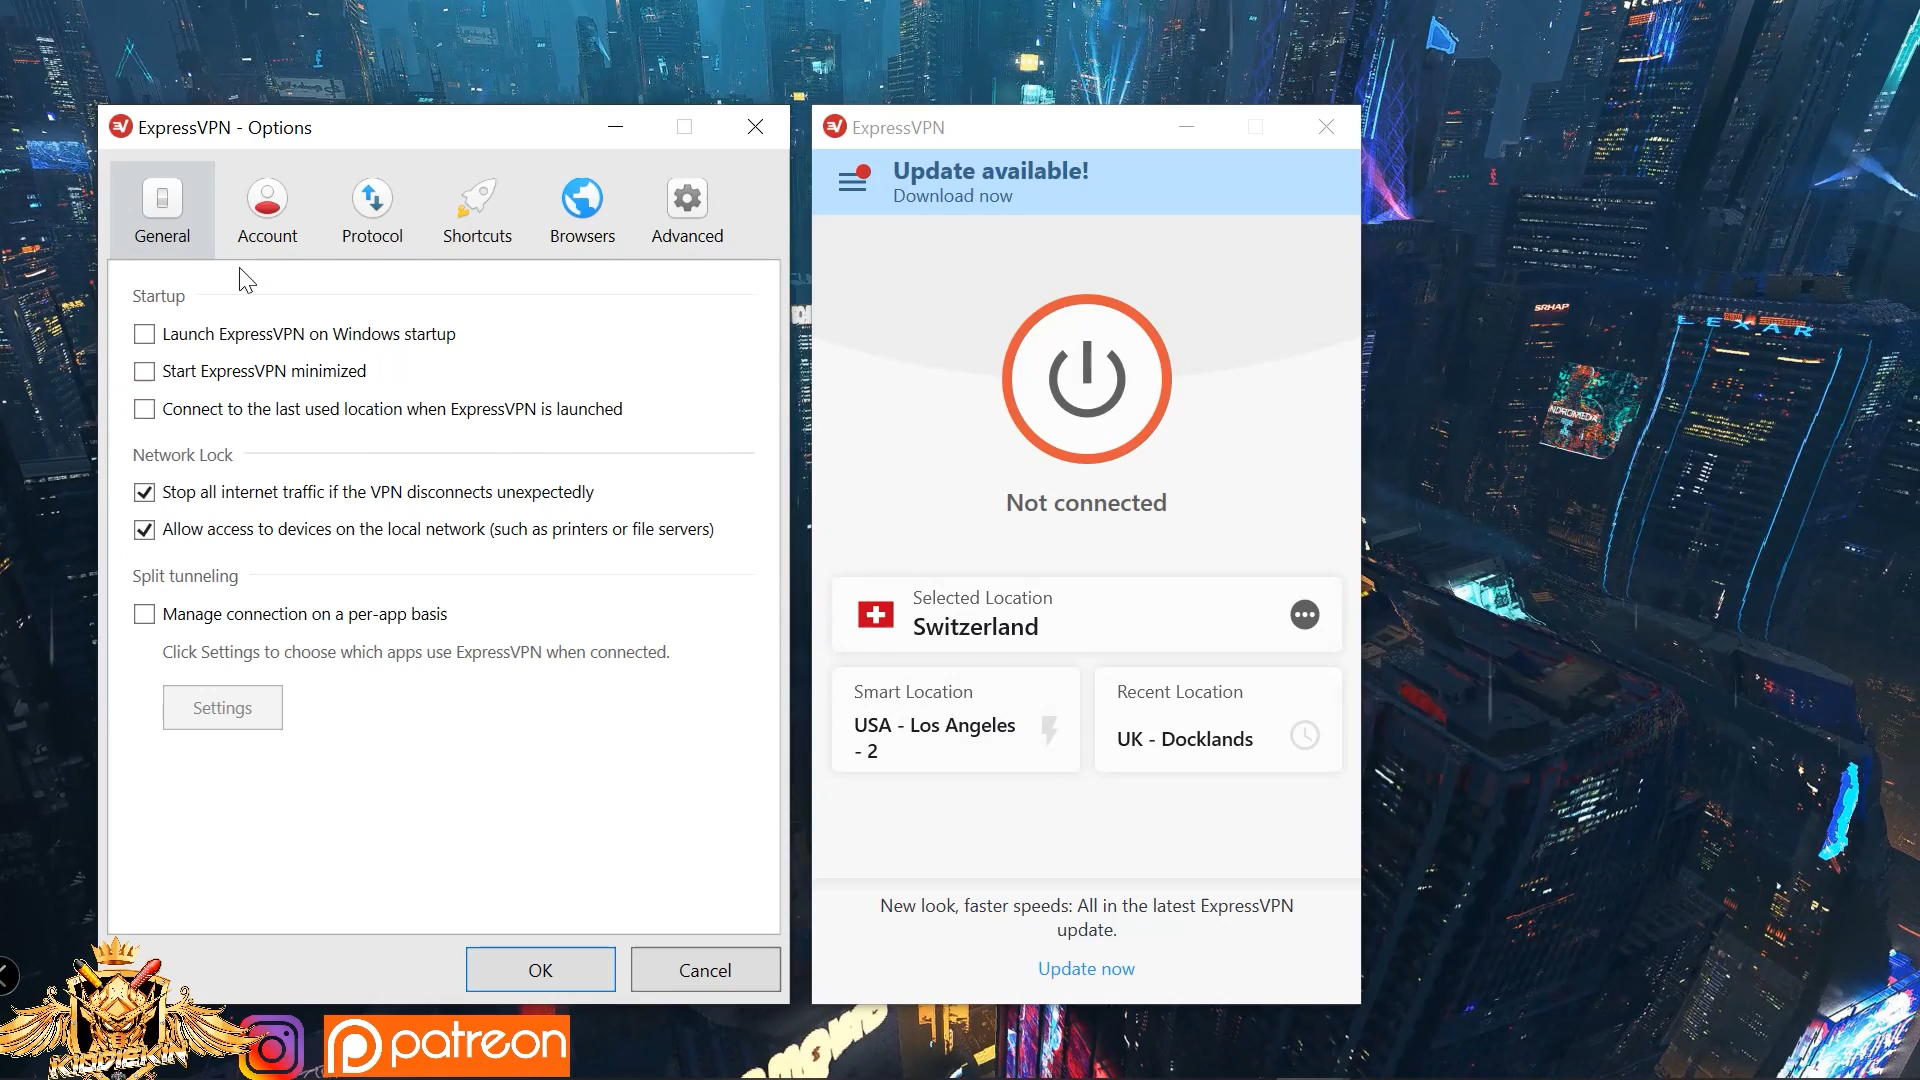 ExpressVPN - Options
General
Account
Protocol
Shortcuts
Browsers
Advanced
Startup
Launch ExpressVPN on Windows startup
Start ExpressVPN minimized
Connect to the last used location when ExpressVPN is launched
Network Lock
Stop all internet traffic if the VPN disconnects unexpectedly
Allow access to devices on the local network (such as printers or file servers)
Split tunneling
Manage connection on a per-app basis
Click Settings to choose which apps use ExpressVPN when connected.
Settings
OK
Cancel
ExpressVPN
Update available!
Download now
Not connected
Selected Location
Switzerland
Smart Location
USA - Los Angeles
- 2
Recent Location
UK - Docklands
New look, faster speeds: All in the latest ExpressVPN
update.
Update now
SRHAP
LEXAR
patreon